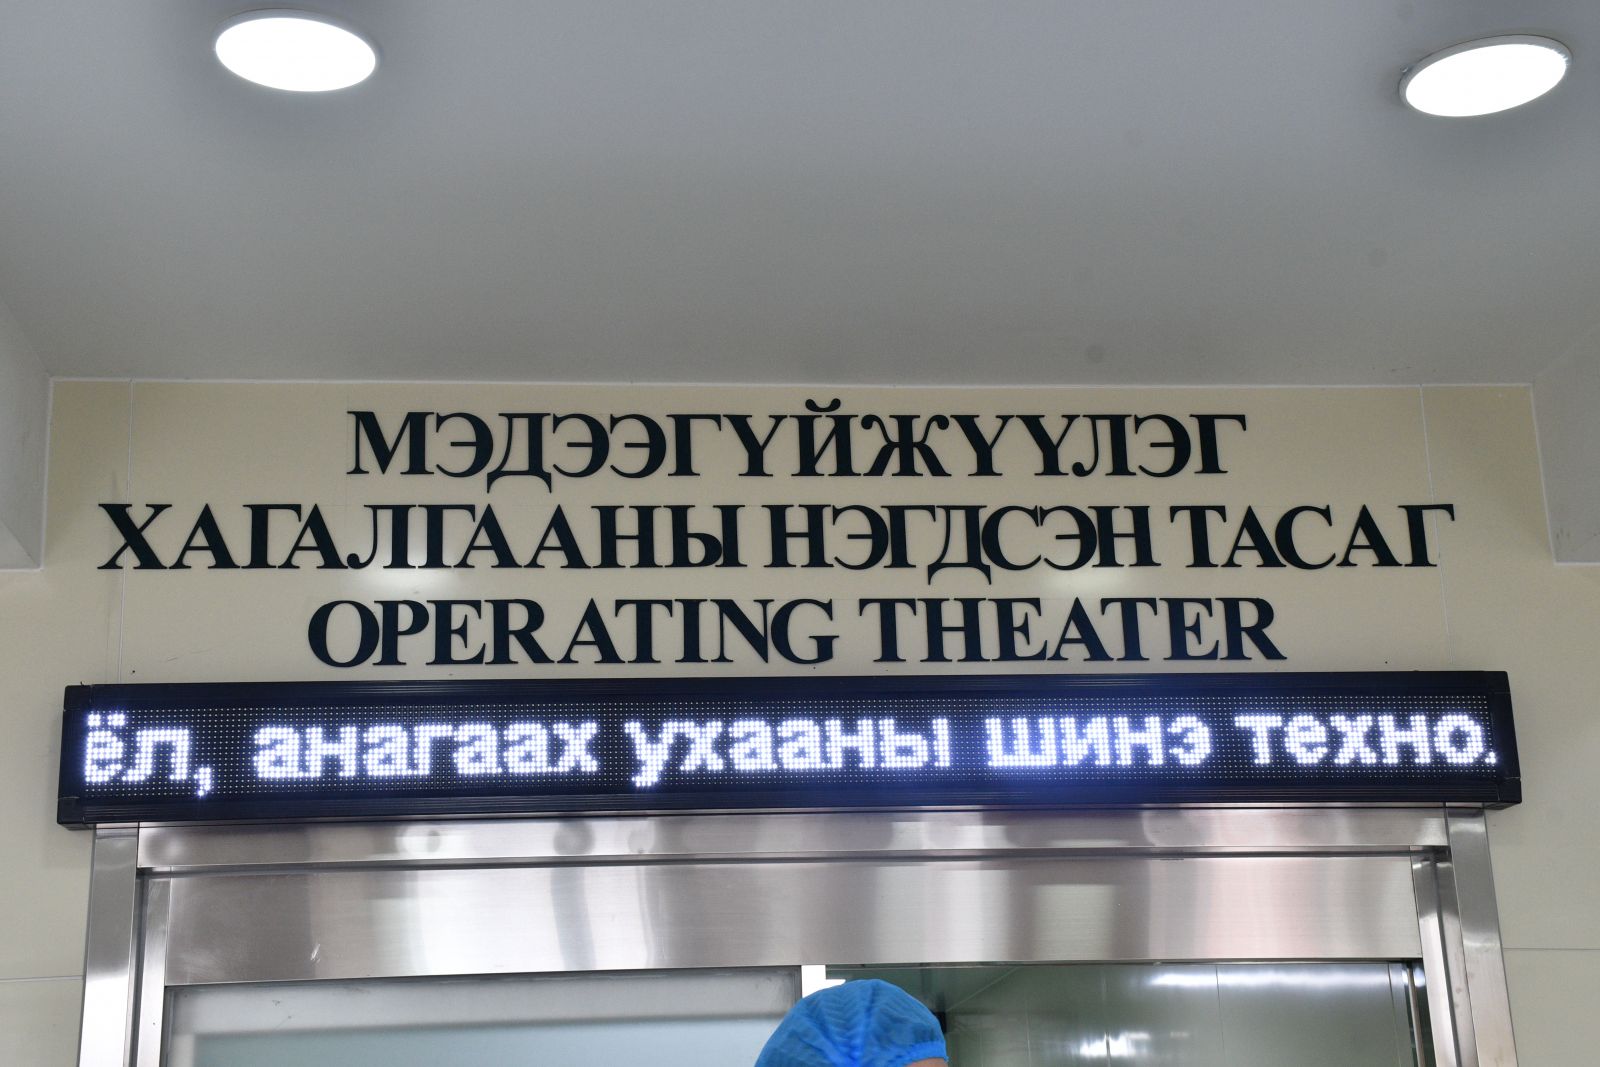 МЭДЭЭГҮЙЖҮҮЛЭГ
ХАГАЛГААНЫ НЭГДСЭН ТАСАГ
OPERATING THEATER
ёл, анагаах ухааны шинэ техно